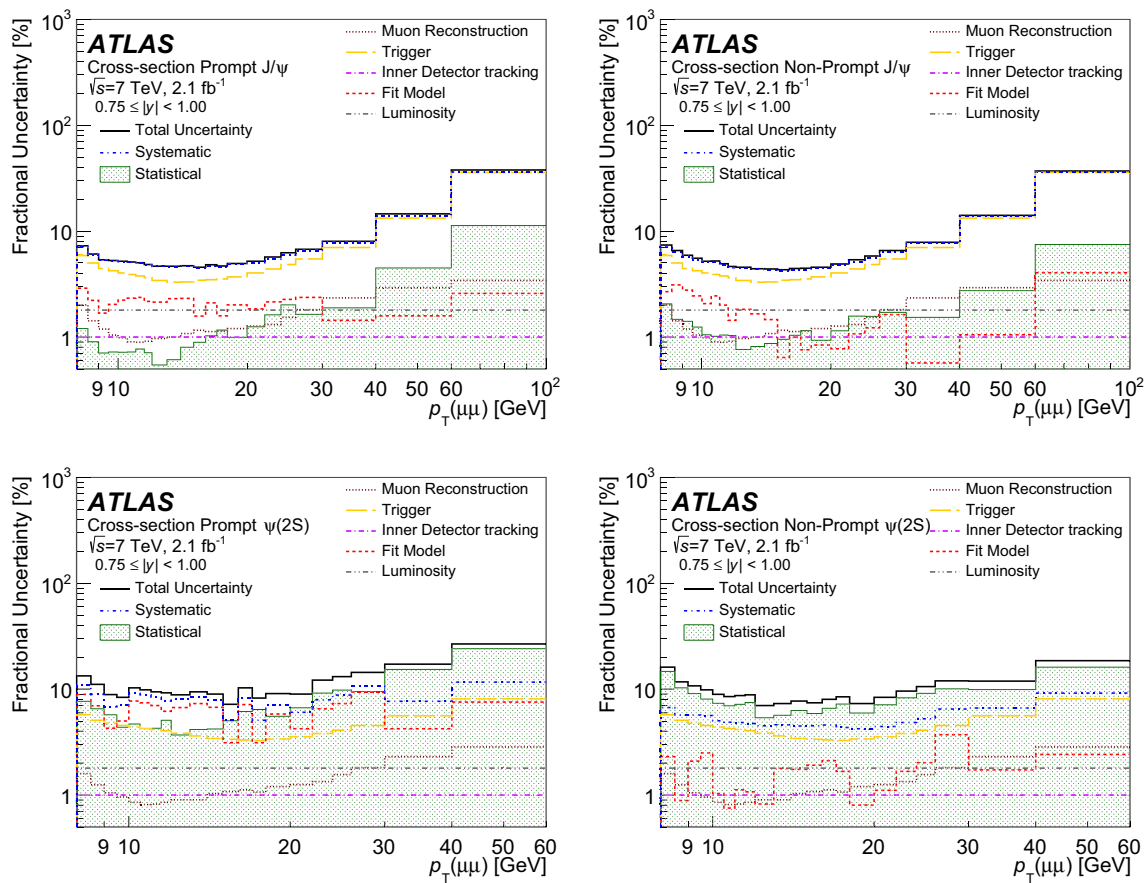 Fractional Uncertainty [%]
10³
10²
10
1
ATLAS
Cross-section Prompt J/ψ
√s=7 TeV, 2.1 fb⁻¹
0.75 ≤ |y| < 1.00
Total Uncertainty
Systematic
Statistical
Muon Reconstruction
Trigger
Inner Detector tracking
Fit Model
Luminosity
9 10 20 30 40 50 60 10²
p_T(μμ) [GeV]
Fractional Uncertainty [%]
10³
10²
10
1
ATLAS
Cross-section Non-Prompt J/ψ
√s=7 TeV, 2.1 fb⁻¹
0.75 ≤ |y| < 1.00
Total Uncertainty
Systematic
Statistical
Muon Reconstruction
Trigger
Inner Detector tracking
Fit Model
Luminosity
9 10 20 30 40 50 60 10²
p_T(μμ) [GeV]
Fractional Uncertainty [%]
10³
10²
10
1
ATLAS
Cross-section Prompt ψ(2S)
√s=7 TeV, 2.1 fb⁻¹
0.75 ≤ |y| < 1.00
Total Uncertainty
Systematic
Statistical
Muon Reconstruction
Trigger
Inner Detector tracking
Fit Model
Luminosity
9 10 20 30 40 50 60
p_T(μμ) [GeV]
Fractional Uncertainty [%]
10³
10²
10
1
ATLAS
Cross-section Non-Prompt ψ(2S)
√s=7 TeV, 2.1 fb⁻¹
0.75 ≤ |y| < 1.00
Total Uncertainty
Systematic
Statistical
Muon Reconstruction
Trigger
Inner Detector tracking
Fit Model
Luminosity
9 10 20 30 40 50 60
p_T(μμ) [GeV]